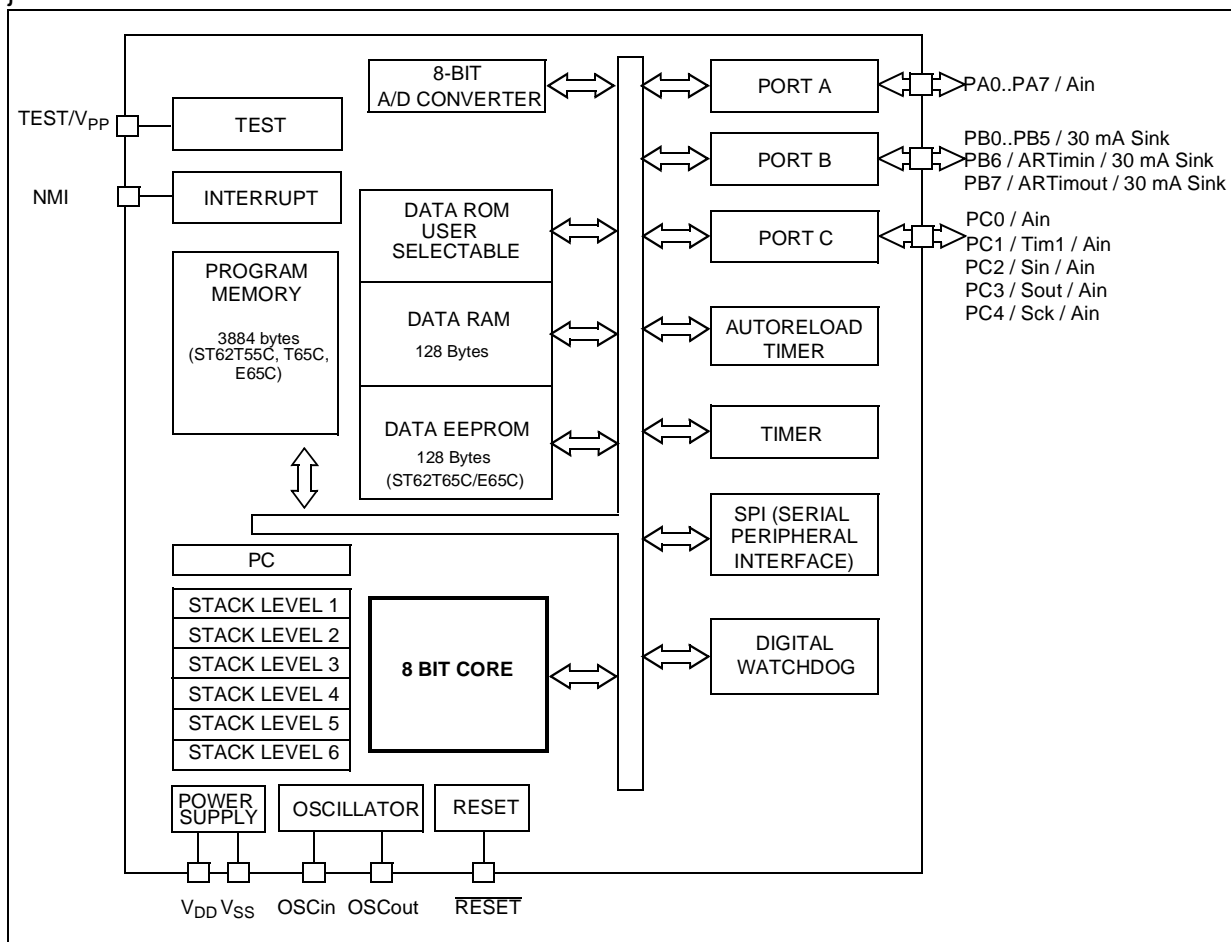 8-BIT
A/D CONVERTER
PORT A
PA0..PA7 / Ain
TEST/VPP
TEST
PORT B
PB0..PB5 / 30 mA Sink
PB6 / ARTimin / 30 mA Sink
PB7 / ARTimout / 30 mA Sink
NMI
INTERRUPT
DATA ROM
USER
SELECTABLE
PORT C
PC0 / Ain
PC1 / Tim1 / Ain
PC2 / Sin / Ain
PC3 / Sout / Ain
PC4 / Sck / Ain
PROGRAM
MEMORY
3884 bytes
(ST62T55C, T65C,
E65C)
DATA RAM
128 Bytes
AUTORELOAD
TIMER
DATA EEPROM
128 Bytes
(ST62T65C/E65C)
TIMER
SPI (SERIAL
PERIPHERAL
INTERFACE)
PC
STACK LEVEL 1
STACK LEVEL 2
STACK LEVEL 3
STACK LEVEL 4
STACK LEVEL 5
STACK LEVEL 6
8 BIT CORE
DIGITAL
WATCHDOG
POWER
SUPPLY
OSCILLATOR
RESET
VDD VSS
OSCin OSCout
RESET